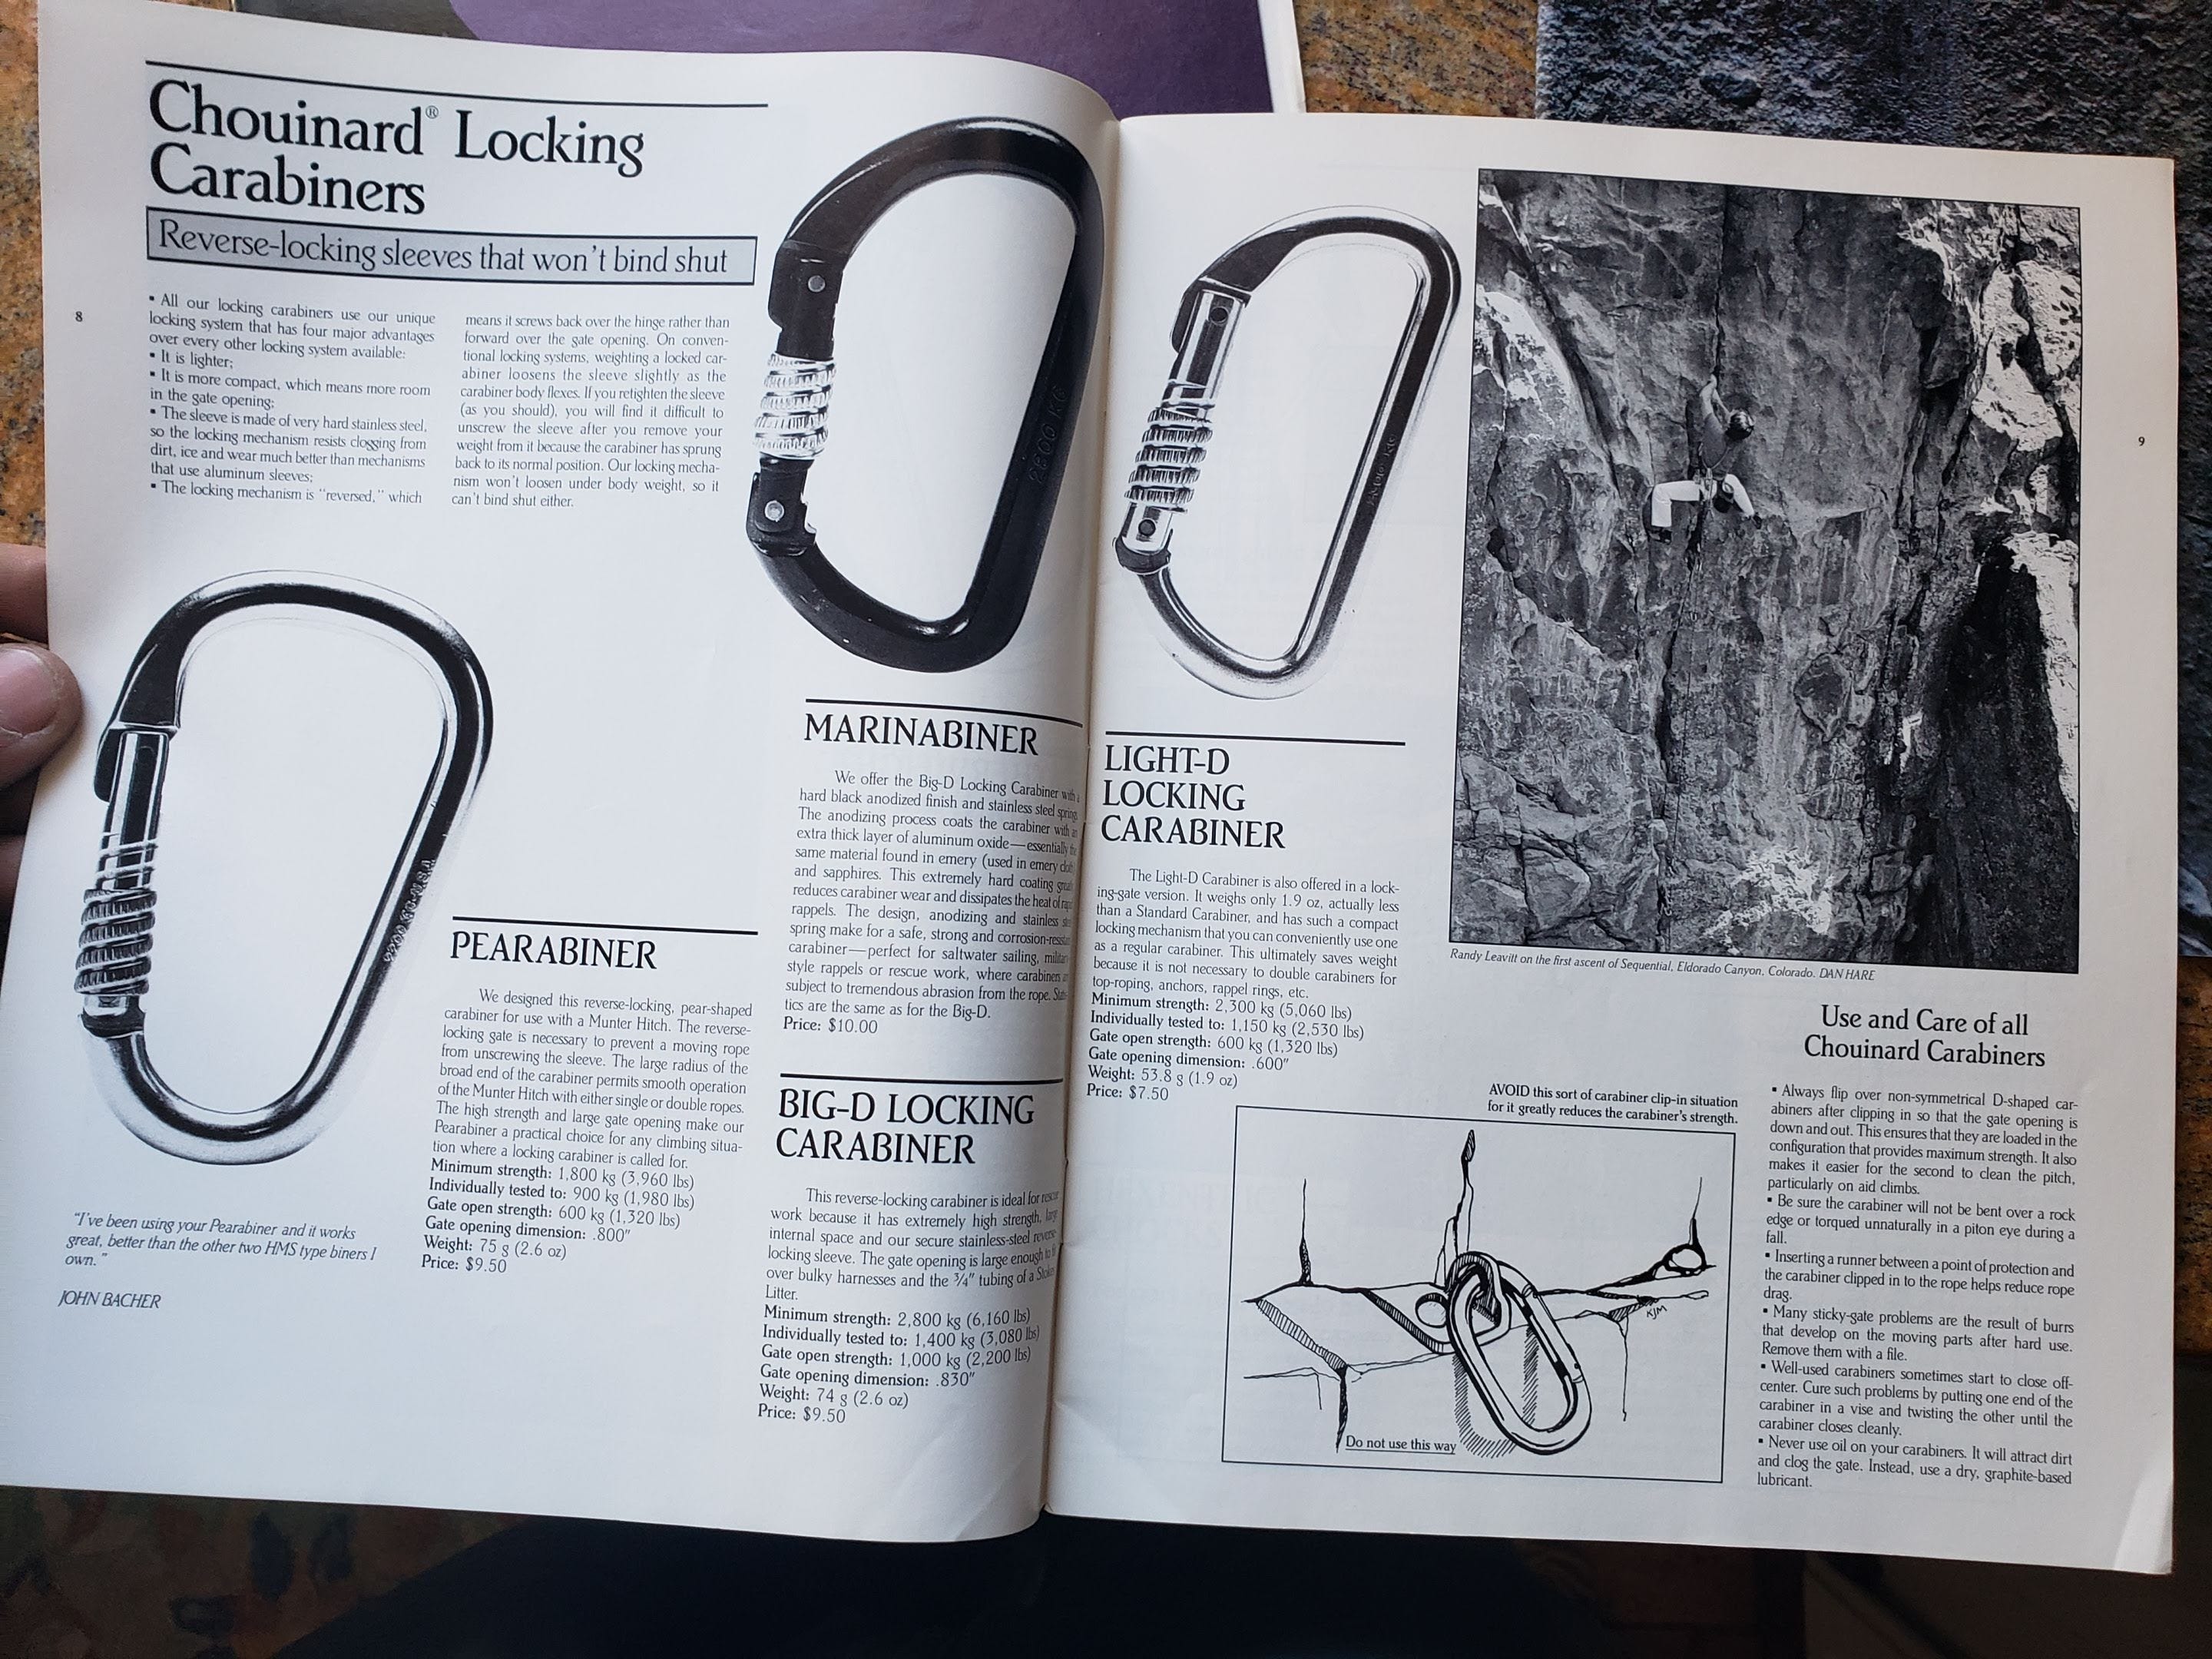 Chouinard® Locking
Carabiners
Reverse-locking sleeves that won't bind shut
8
▪ All our locking carabiners use our unique
locking system that has four major advantages
over every other locking system available:
▪ It is lighter;
▪ It is more compact, which means more room
in the gate opening;
▪ The sleeve is made of very hard stainless steel,
so the locking mechanism resists clogging from
dirt, ice and wear much better than mechanisms
that use aluminum sleeves;
▪ The locking mechanism is "reversed," which
means it screws back over the hinge rather than
forward over the gate opening. On conven-
tional locking systems, weighting a locked car-
abiner loosens the sleeve slightly as the
carabiner body flexes. If you retighten the sleeve
(as you should), you will find it difficult to
unscrew the sleeve after you remove your
weight from it because the carabiner has sprung
back to its normal position. Our locking mecha-
nism won't loosen under body weight, so it
can't bind shut either.
PEARABINER
We designed this reverse-locking, pear-shaped
carabiner for use with a Munter Hitch. The reverse-
locking gate is necessary to prevent a moving rope
from unscrewing the sleeve. The large radius of the
broad end of the carabiner permits smooth operation
of the Munter Hitch with either single or double ropes.
The high strength and large gate opening make our
Pearabiner a practical choice for any climbing situa-
tion where a locking carabiner is called for.
Minimum strength: 1,800 kg (3,960 lbs)
Individually tested to: 900 kg (1,980 lbs)
Gate open strength: 600 kg (1,320 lbs)
Gate opening dimension: .800"
Weight: 75 g (2.6 oz)
Price: $9.50
"I've been using your Pearabiner and it works
great, better than the other two HMS type biners I
own."
JOHN BACHER
MARINABINER
We offer the Big-D Locking Carabiner with
hard black anodized finish and stainless steel spring.
The anodizing process coats the carabiner with
extra thick layer of aluminum oxide—essentially
same material found in emery (used in emery
and sapphires. This extremely hard coating
reduces carabiner wear and dissipates the heat of
rappels. The design, anodizing and stainless
spring make for a safe, strong and
carabiner—perfect for saltwater sailing,
style rappels or rescue work, where carabiners
subject to tremendous abrasion from the rope.
tics are the same as for the Big-D.
Price: $10.00
BIG-D LOCKING
CARABINER
This reverse-locking carabiner is ideal for
work because it has extremely high strength,
internal space and our secure stainless-steel
locking sleeve. The gate opening is large enough to
over bulky harnesses and the ¾" tubing of a
Litter.
Minimum strength: 2,800 kg (6,160 lbs)
Individually tested to: 1,400 kg (3,080 lbs)
Gate open strength: 1,000 kg (2,200 lbs)
Gate opening dimension: .830"
Weight: 74 g (2.6 oz)
Price: $9.50
LIGHT-D
LOCKING
CARABINER
The Light-D Carabiner is also offered in a lock-
ing-gate version. It weighs only 1.9 oz, actually less
than a Standard Carabiner, and has such a compact
locking mechanism that you can conveniently use one
as a regular carabiner. This ultimately saves weight
because it is not necessary to double carabiners for
top-roping, anchors, rappel rings, etc.
Minimum strength: 2,300 kg (5,060 lbs)
Individually tested to: 1,150 kg (2,530 lbs)
Gate open strength: 600 kg (1,320 lbs)
Gate opening dimension: .600"
Weight: 53.8 g (1.9 oz)
Price: $7.50
9
Randy Leavitt on the first ascent of Sequential, Eldorado Canyon, Colorado. DAN HARE
AVOID this sort of carabiner clip-in situation
for it greatly reduces the carabiner's strength.
KJM
Do not use this way
Use and Care of all
Chouinard Carabiners
▪ Always flip over non-symmetrical D-shaped car-
abiners after clipping in so that the gate opening is
down and out. This ensures that they are loaded in the
configuration that provides maximum strength. It also
makes it easier for the second to clean the pitch,
particularly on aid climbs.
▪ Be sure the carabiner will not be bent over a rock
edge or torqued unnaturally in a piton eye during a
fall.
▪ Inserting a runner between a point of protection and
the carabiner clipped in to the rope helps reduce rope
drag.
▪ Many sticky-gate problems are the result of burrs
that develop on the moving parts after hard use.
Remove them with a file.
▪ Well-used carabiners sometimes start to close off-
center. Cure such problems by putting one end of the
carabiner in a vise and twisting the other until the
carabiner closes cleanly.
▪ Never use oil on your carabiners. It will attract dirt
and clog the gate. Instead, use a dry, graphite-based
lubricant.